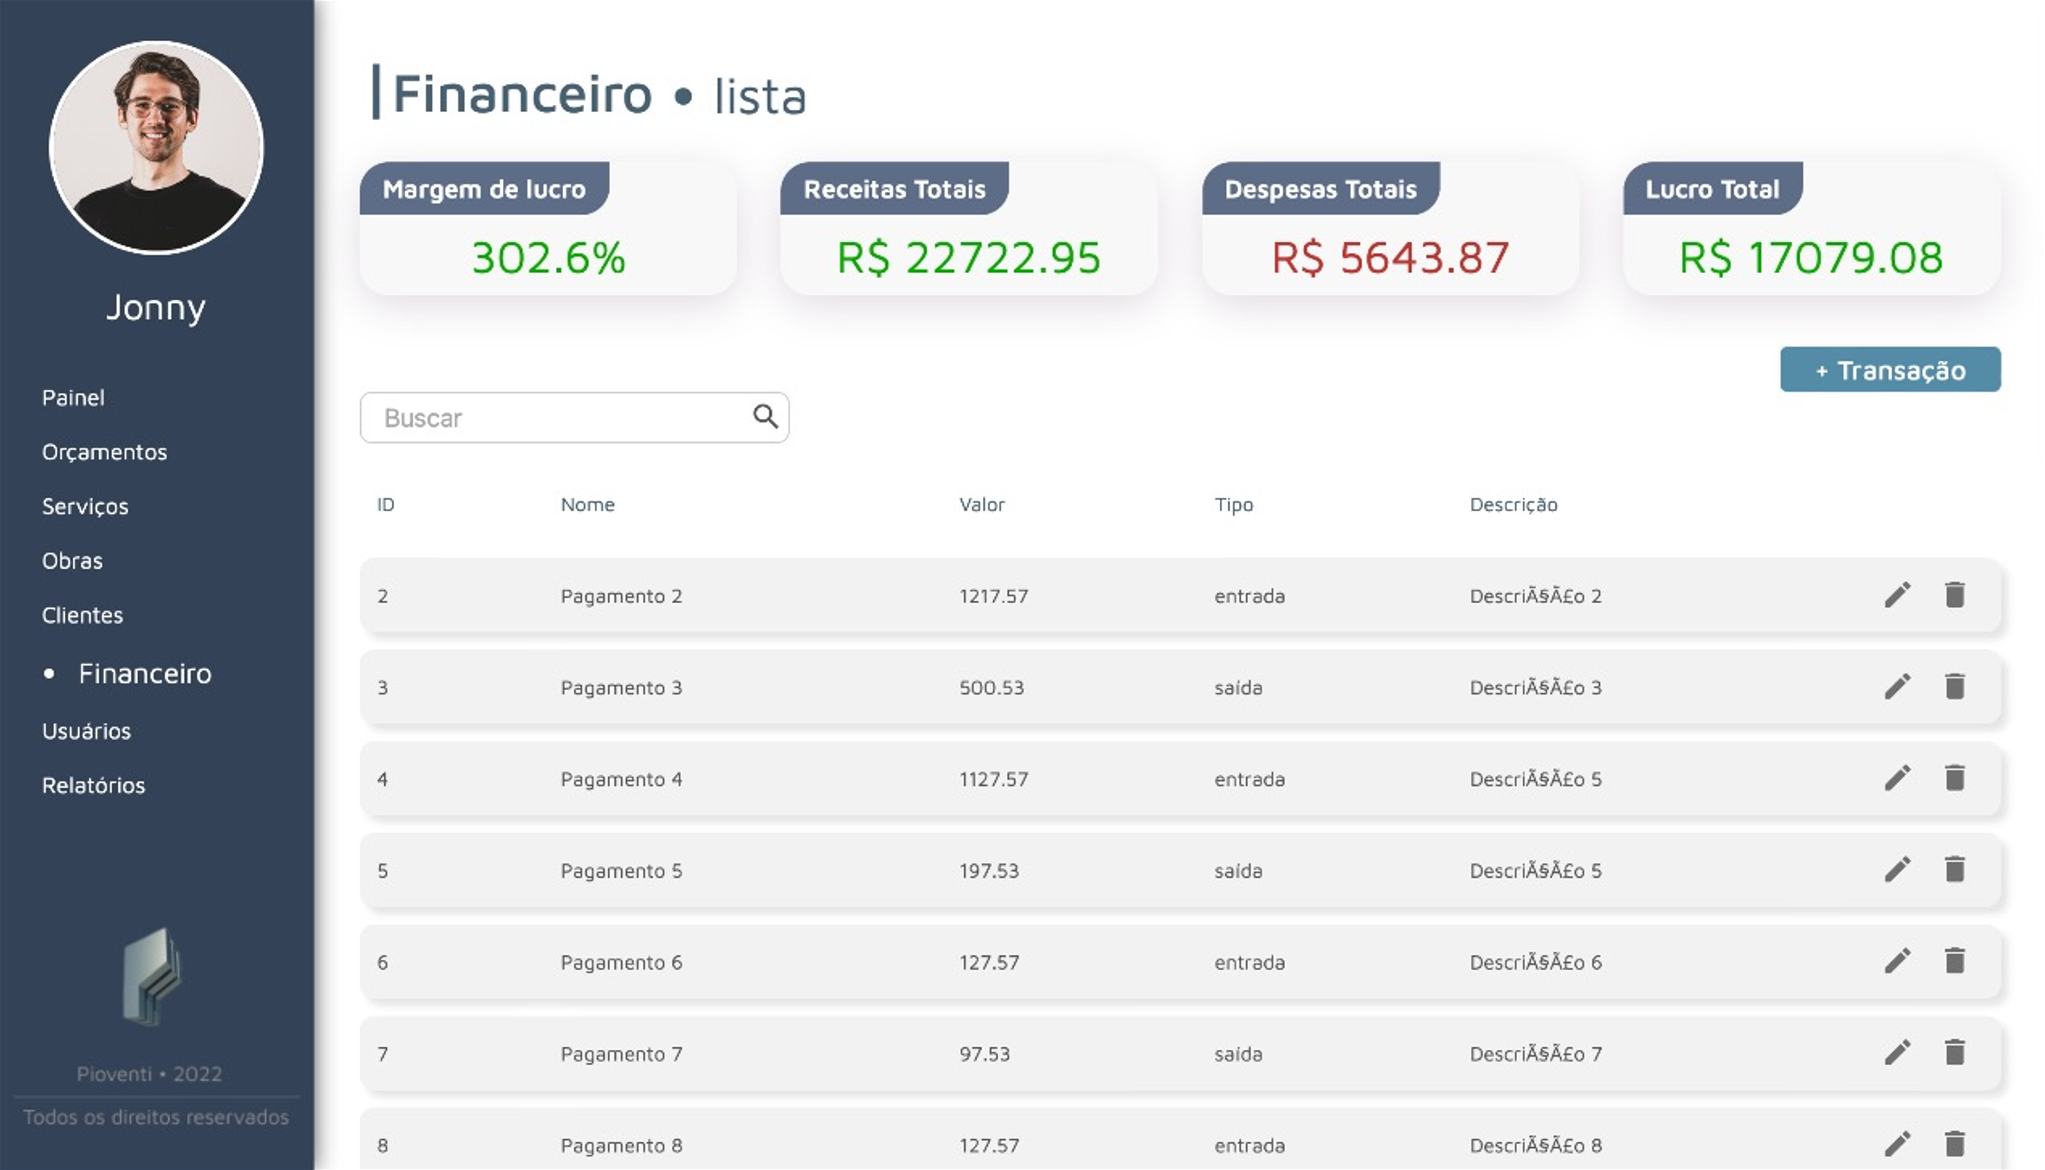 Jonny
Painel
Orçamentos
Serviços
Obras
Clientes
• Financeiro
Usuários
Relatórios
Pioventi • 2022
Todos os direitos reservados
|Financeiro • lista
Margem de lucro
302.6%
Receitas Totais
R$ 22722.95
Despesas Totais
R$ 5643.87
Lucro Total
R$ 17079.08
+ Transação
Buscar
ID Nome Valor Tipo Descrição
2 Pagamento 2 1217.57 entrada DescriÃ§Ã£o 2
3 Pagamento 3 500.53 saída DescriÃ§Ã£o 3
4 Pagamento 4 1127.57 entrada DescriÃ§Ã£o 5
5 Pagamento 5 197.53 saída DescriÃ§Ã£o 5
6 Pagamento 6 127.57 entrada DescriÃ§Ã£o 6
7 Pagamento 7 97.53 saída DescriÃ§Ã£o 7
8 Pagamento 8 127.57 entrada DescriÃ§Ã£o 8